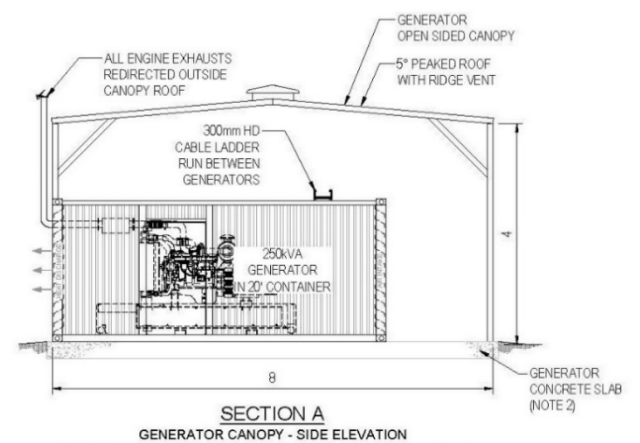 GENERATOR
OPEN SIDED CANOPY
ALL ENGINE EXHAUSTS
REDIRECTED OUTSIDE
CANOPY ROOF
5° PEAKED ROOF
WITH RIDGE VENT
300mm HD
CABLE LADDER
RUN BETWEEN
GENERATORS
250kVA
GENERATOR
IN 20' CONTAINER
4
8
GENERATOR
CONCRETE SLAB
(NOTE 2)
SECTION A
GENERATOR CANOPY - SIDE ELEVATION